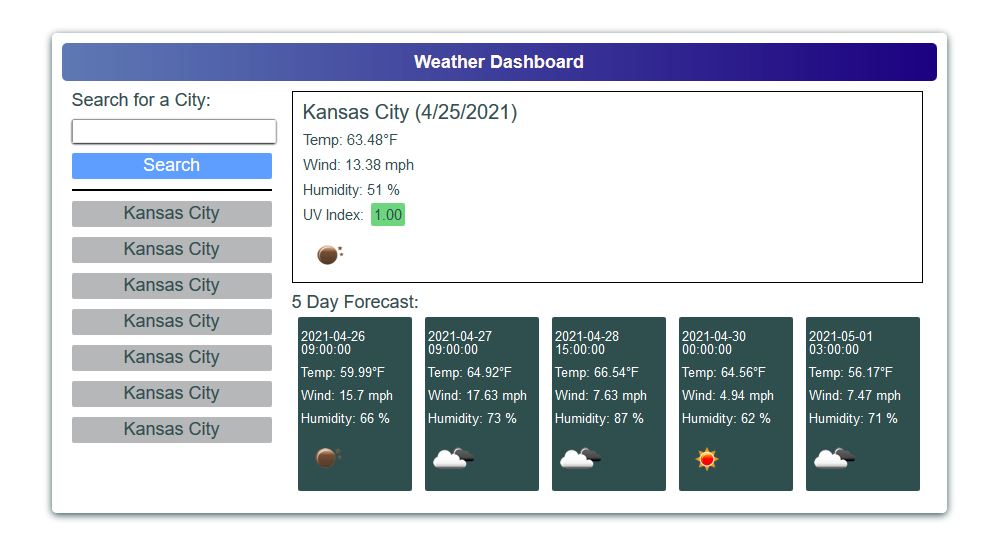 Weather Dashboard
Search for a City:
Search
Kansas City
Kansas City
Kansas City
Kansas City
Kansas City
Kansas City
Kansas City
Kansas City (4/25/2021)
Temp: 63.48°F
Wind: 13.38 mph
Humidity: 51 %
UV Index: 1.00
5 Day Forecast:
2021-04-26
09:00:00
Temp: 59.99°F
Wind: 15.7 mph
Humidity: 66 %
2021-04-27
09:00:00
Temp: 64.92°F
Wind: 17.63 mph
Humidity: 73 %
2021-04-28
15:00:00
Temp: 66.54°F
Wind: 7.63 mph
Humidity: 87 %
2021-04-30
00:00:00
Temp: 64.56°F
Wind: 4.94 mph
Humidity: 62 %
2021-05-01
03:00:00
Temp: 56.17°F
Wind: 7.47 mph
Humidity: 71 %